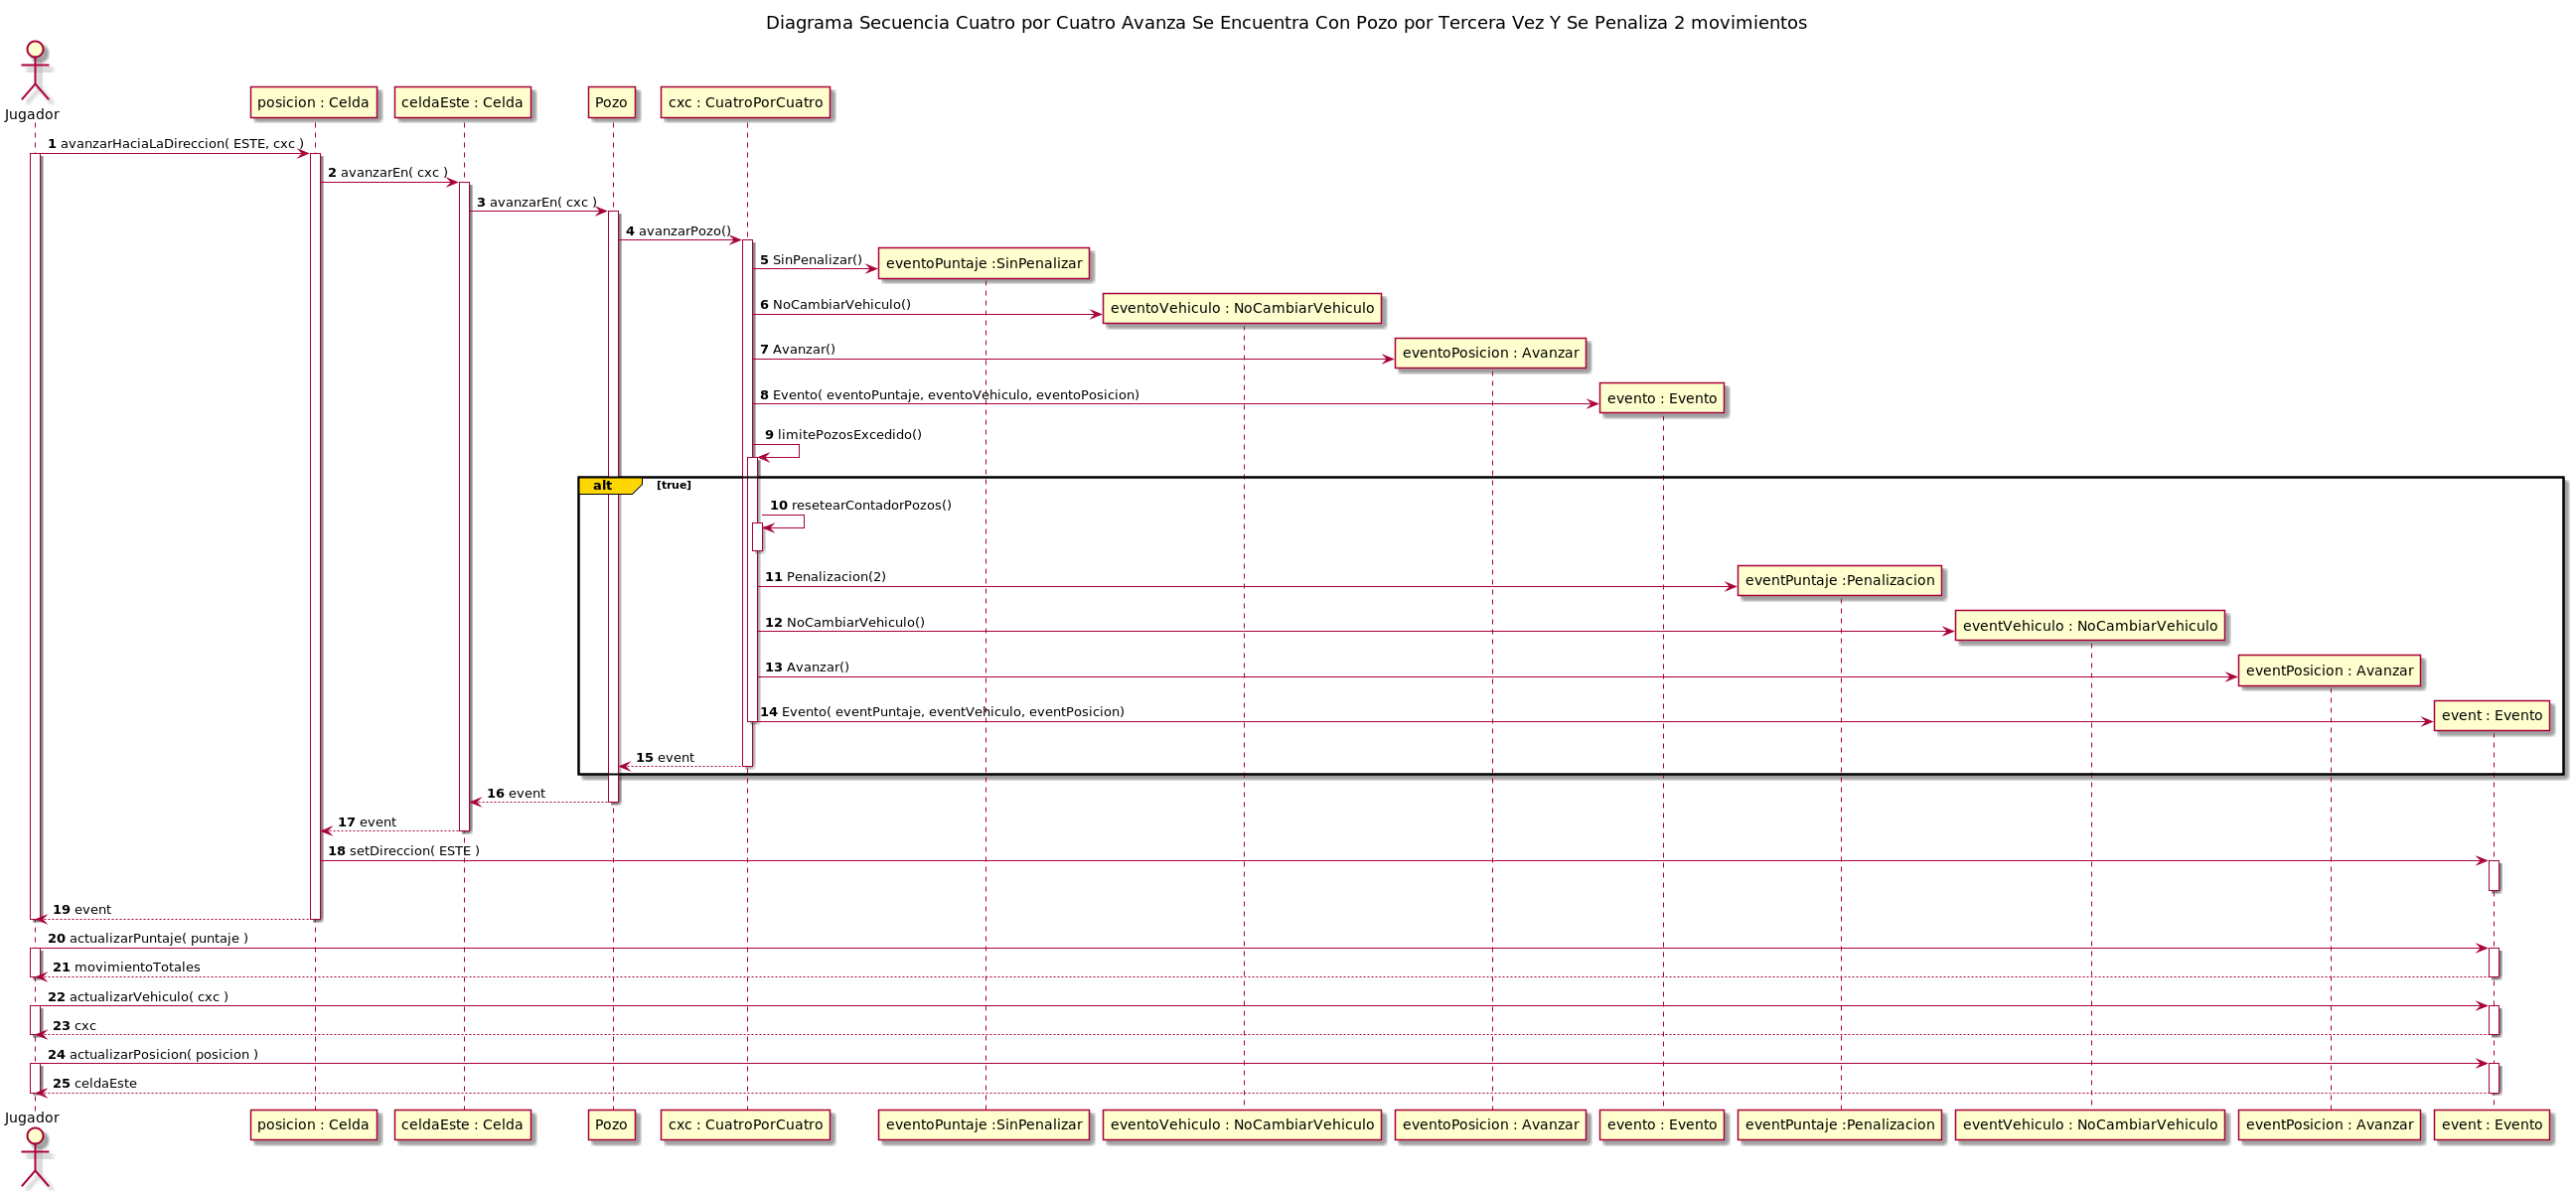 Diagrama Secuencia Cuatro por Cuatro Avanza Se Encuentra Con Pozo por Tercera Vez Y Se Penaliza 2 movimientos
Jugador
posicion : Celda
celdaEste : Celda
Pozo
cxc : CuatroPorCuatro
1 avanzarHaciaLaDireccion( ESTE, cxc )
2 avanzarEn( cxc )
3 avanzarEn( cxc )
4 avanzarPozo()
5 SinPenalizar()
eventoPuntaje :SinPenalizar
6 NoCambiarVehiculo()
eventoVehiculo : NoCambiarVehiculo
7 Avanzar()
eventoPosicion : Avanzar
8 Evento( eventoPuntaje, eventoVehiculo, eventoPosicion)
evento : Evento
9 limitePozosExcedido()
alt
[true]
10 resetearContadorPozos()
11 Penalizacion(2)
eventPuntaje :Penalizacion
12 NoCambiarVehiculo()
eventVehiculo : NoCambiarVehiculo
13 Avanzar()
eventPosicion : Avanzar
14 Evento( eventPuntaje, eventVehiculo, eventPosicion)
event : Evento
15 event
16 event
17 event
18 setDireccion( ESTE )
19 event
20 actualizarPuntaje( puntaje )
21 movimientoTotales
22 actualizarVehiculo( cxc )
23 cxc
24 actualizarPosicion( posicion )
25 celdaEste
Jugador
posicion : Celda
celdaEste : Celda
Pozo
cxc : CuatroPorCuatro
eventoPuntaje :SinPenalizar
eventoVehiculo : NoCambiarVehiculo
eventoPosicion : Avanzar
evento : Evento
eventPuntaje :Penalizacion
eventVehiculo : NoCambiarVehiculo
eventPosicion : Avanzar
event : Evento